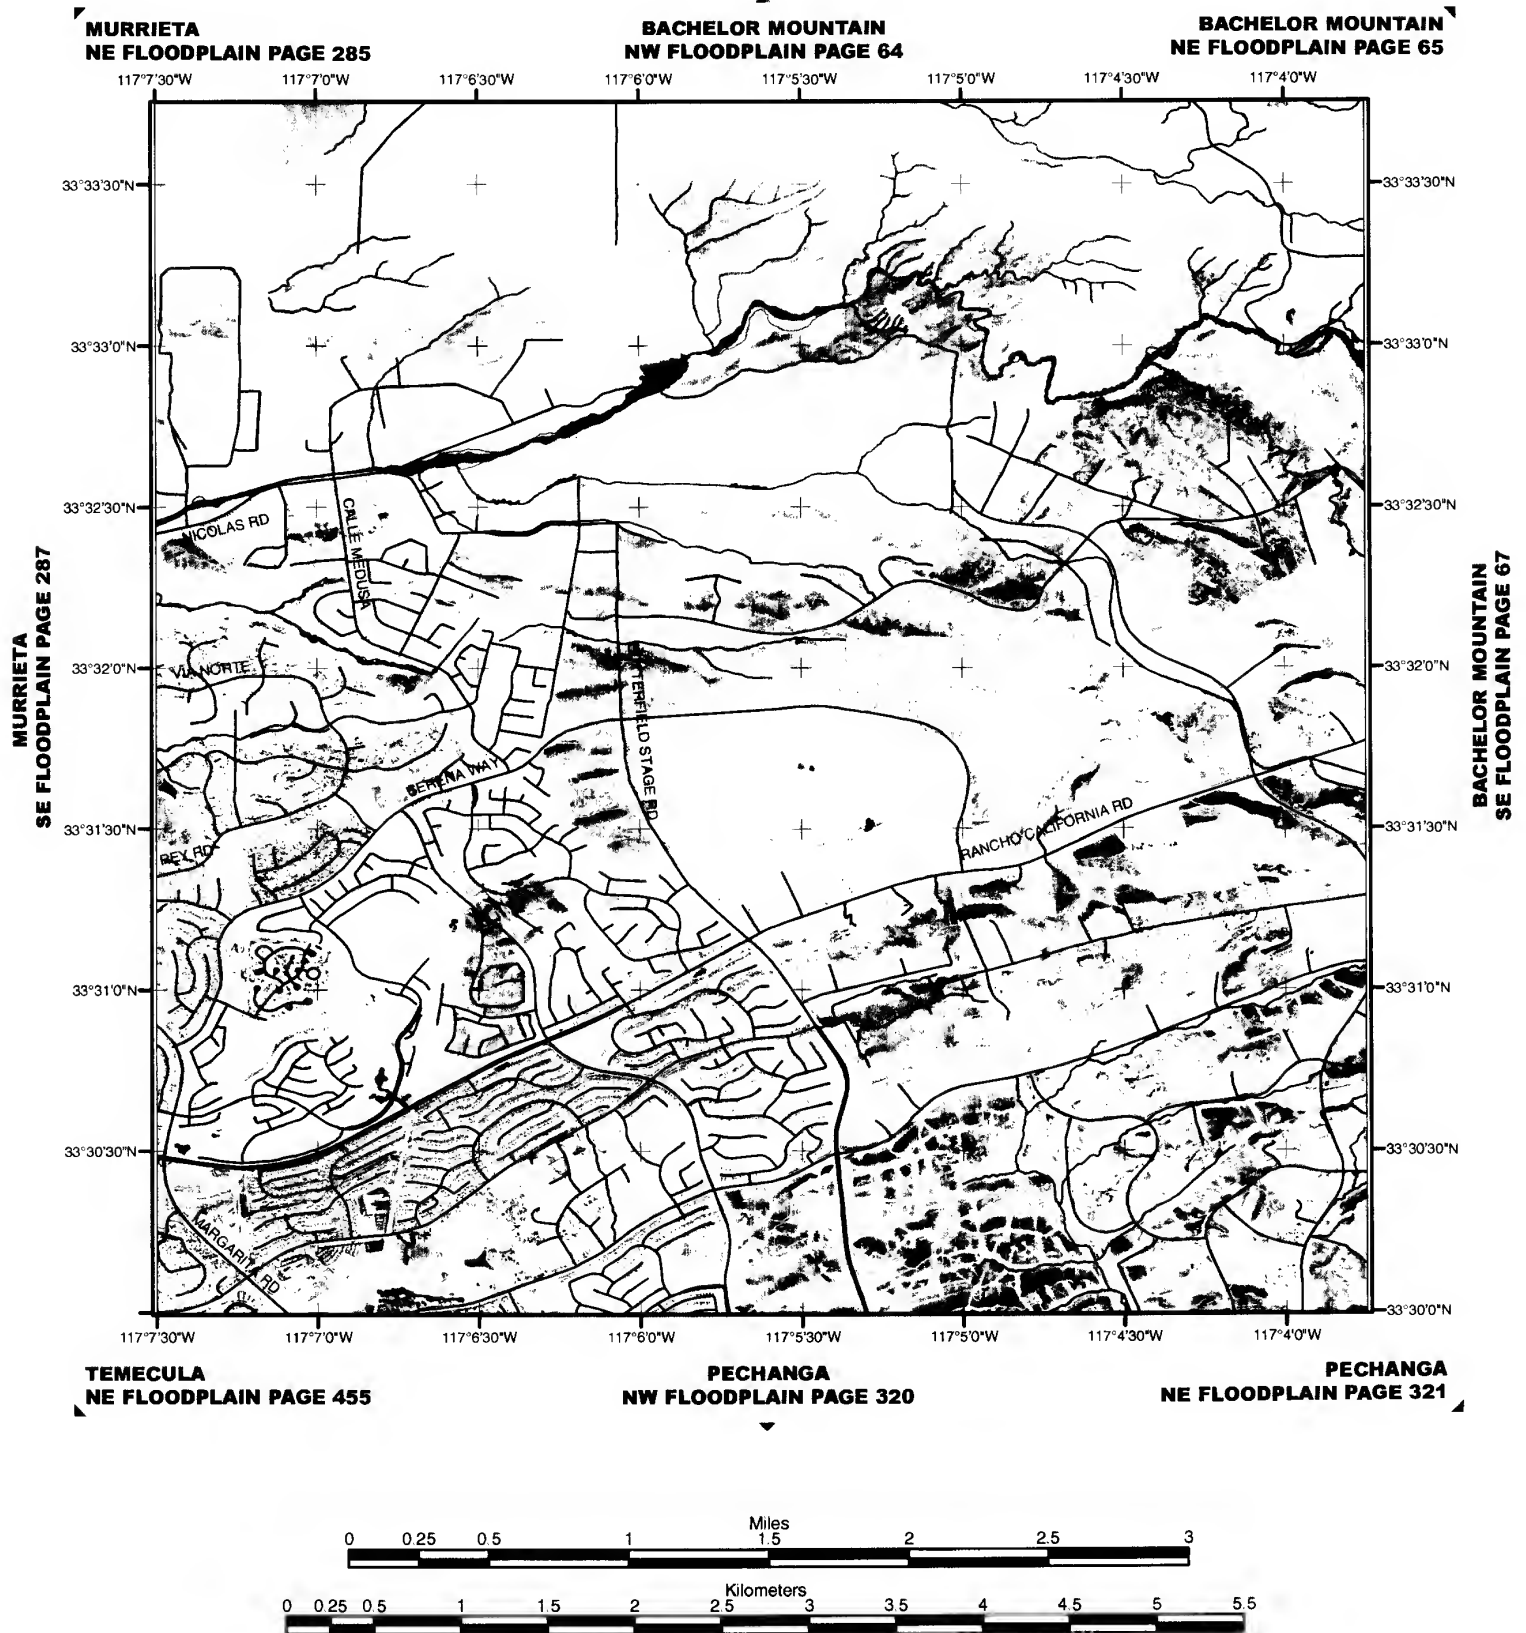 MURRIETA
NE FLOODPLAIN PAGE 285
BACHELOR MOUNTAIN
NW FLOODPLAIN PAGE 64
BACHELOR MOUNTAIN
NE FLOODPLAIN PAGE 65
117°7'30"W 117°7'0"W 117°6'30"W 117°6'0"W 117°5'30"W 117°5'0"W 117°4'30"W 117°4'0"W
33°33'30"N 33°33'30"N
33°33'0"N 33°33'0"N
33°32'30"N 33°32'30"N
NICOLAS RD
CALLE MEDUSA
MURRIETA
SE FLOODPLAIN PAGE 287
BACHELOR MOUNTAIN
SE FLOODPLAIN PAGE 67
33°32'0"N 33°32'0"N
VIA NORTE
TERFIELD STAGE RD
SERENA WAY
33°31'30"N 33°31'30"N
RANCHO CALIFORNIA RD
REY RD
33°31'0"N 33°31'0"N
33°30'30"N 33°30'30"N
MARGARITA RD
33°30'0"N
117°7'30"W 117°7'0"W 117°6'30"W 117°6'0"W 117°5'30"W 117°5'0"W 117°4'30"W 117°4'0"W
TEMECULA
NE FLOODPLAIN PAGE 455
PECHANGA
NW FLOODPLAIN PAGE 320
PECHANGA
NE FLOODPLAIN PAGE 321
Miles
0 0.25 0.5 1 1.5 2 2.5 3
Kilometers
0 0.25 0.5 1 1.5 2 2.5 3 3.5 4 4.5 5 5.5